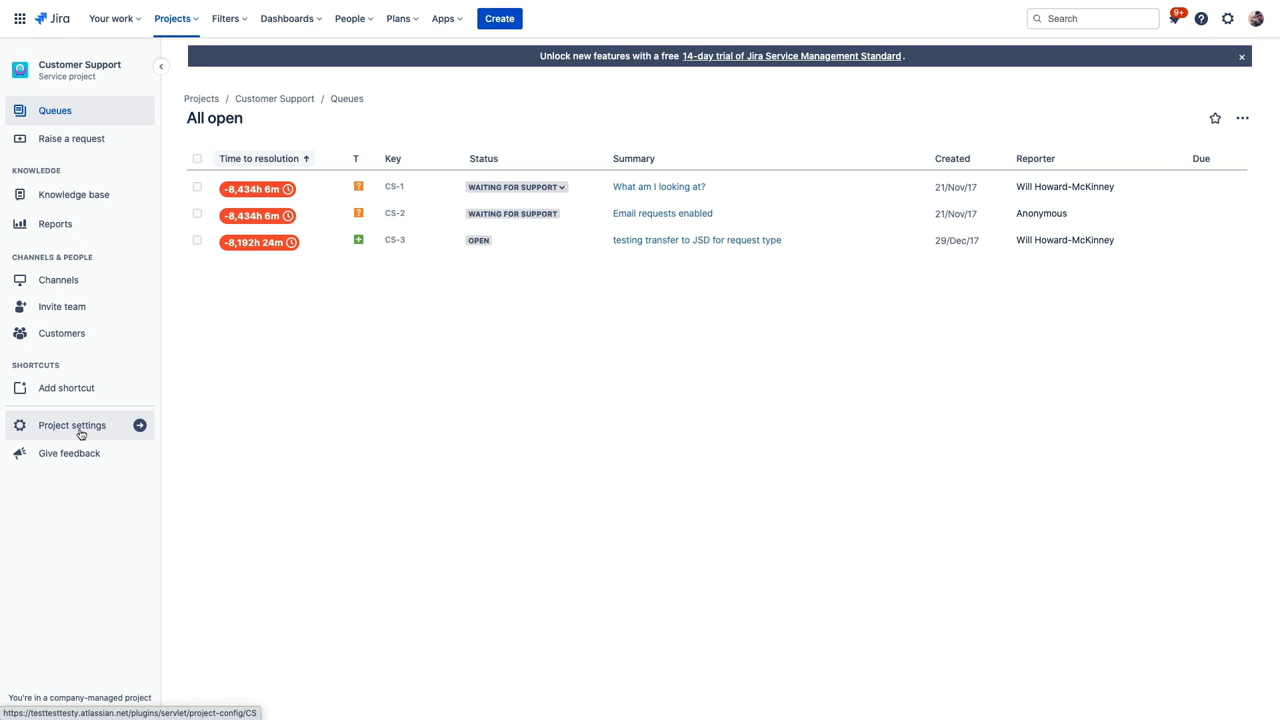 Jira Your work Projects Filters Dashboards People Plans Apps Create Search 9+
Unlock new features with a free 14-day trial of Jira Service Management Standard.
Customer Support
Service project
Queues
Raise a request
KNOWLEDGE
Knowledge base
Reports
CHANNELS & PEOPLE
Channels
Invite team
Customers
SHORTCUTS
Add shortcut
Project settings
Give feedback
You're in a company-managed project
https://testtesttesty.atlassian.net/plugins/servlet/project-config/CS
Projects / Customer Support / Queues
All open
Time to resolution T Key Status Summary Created Reporter Due
-8,434h 6m CS-1 WAITING FOR SUPPORT What am I looking at? 21/Nov/17 Will Howard-McKinney
-8,434h 6m CS-2 WAITING FOR SUPPORT Email requests enabled 21/Nov/17 Anonymous
-8,192h 24m CS-3 OPEN testing transfer to JSD for request type 29/Dec/17 Will Howard-McKinney